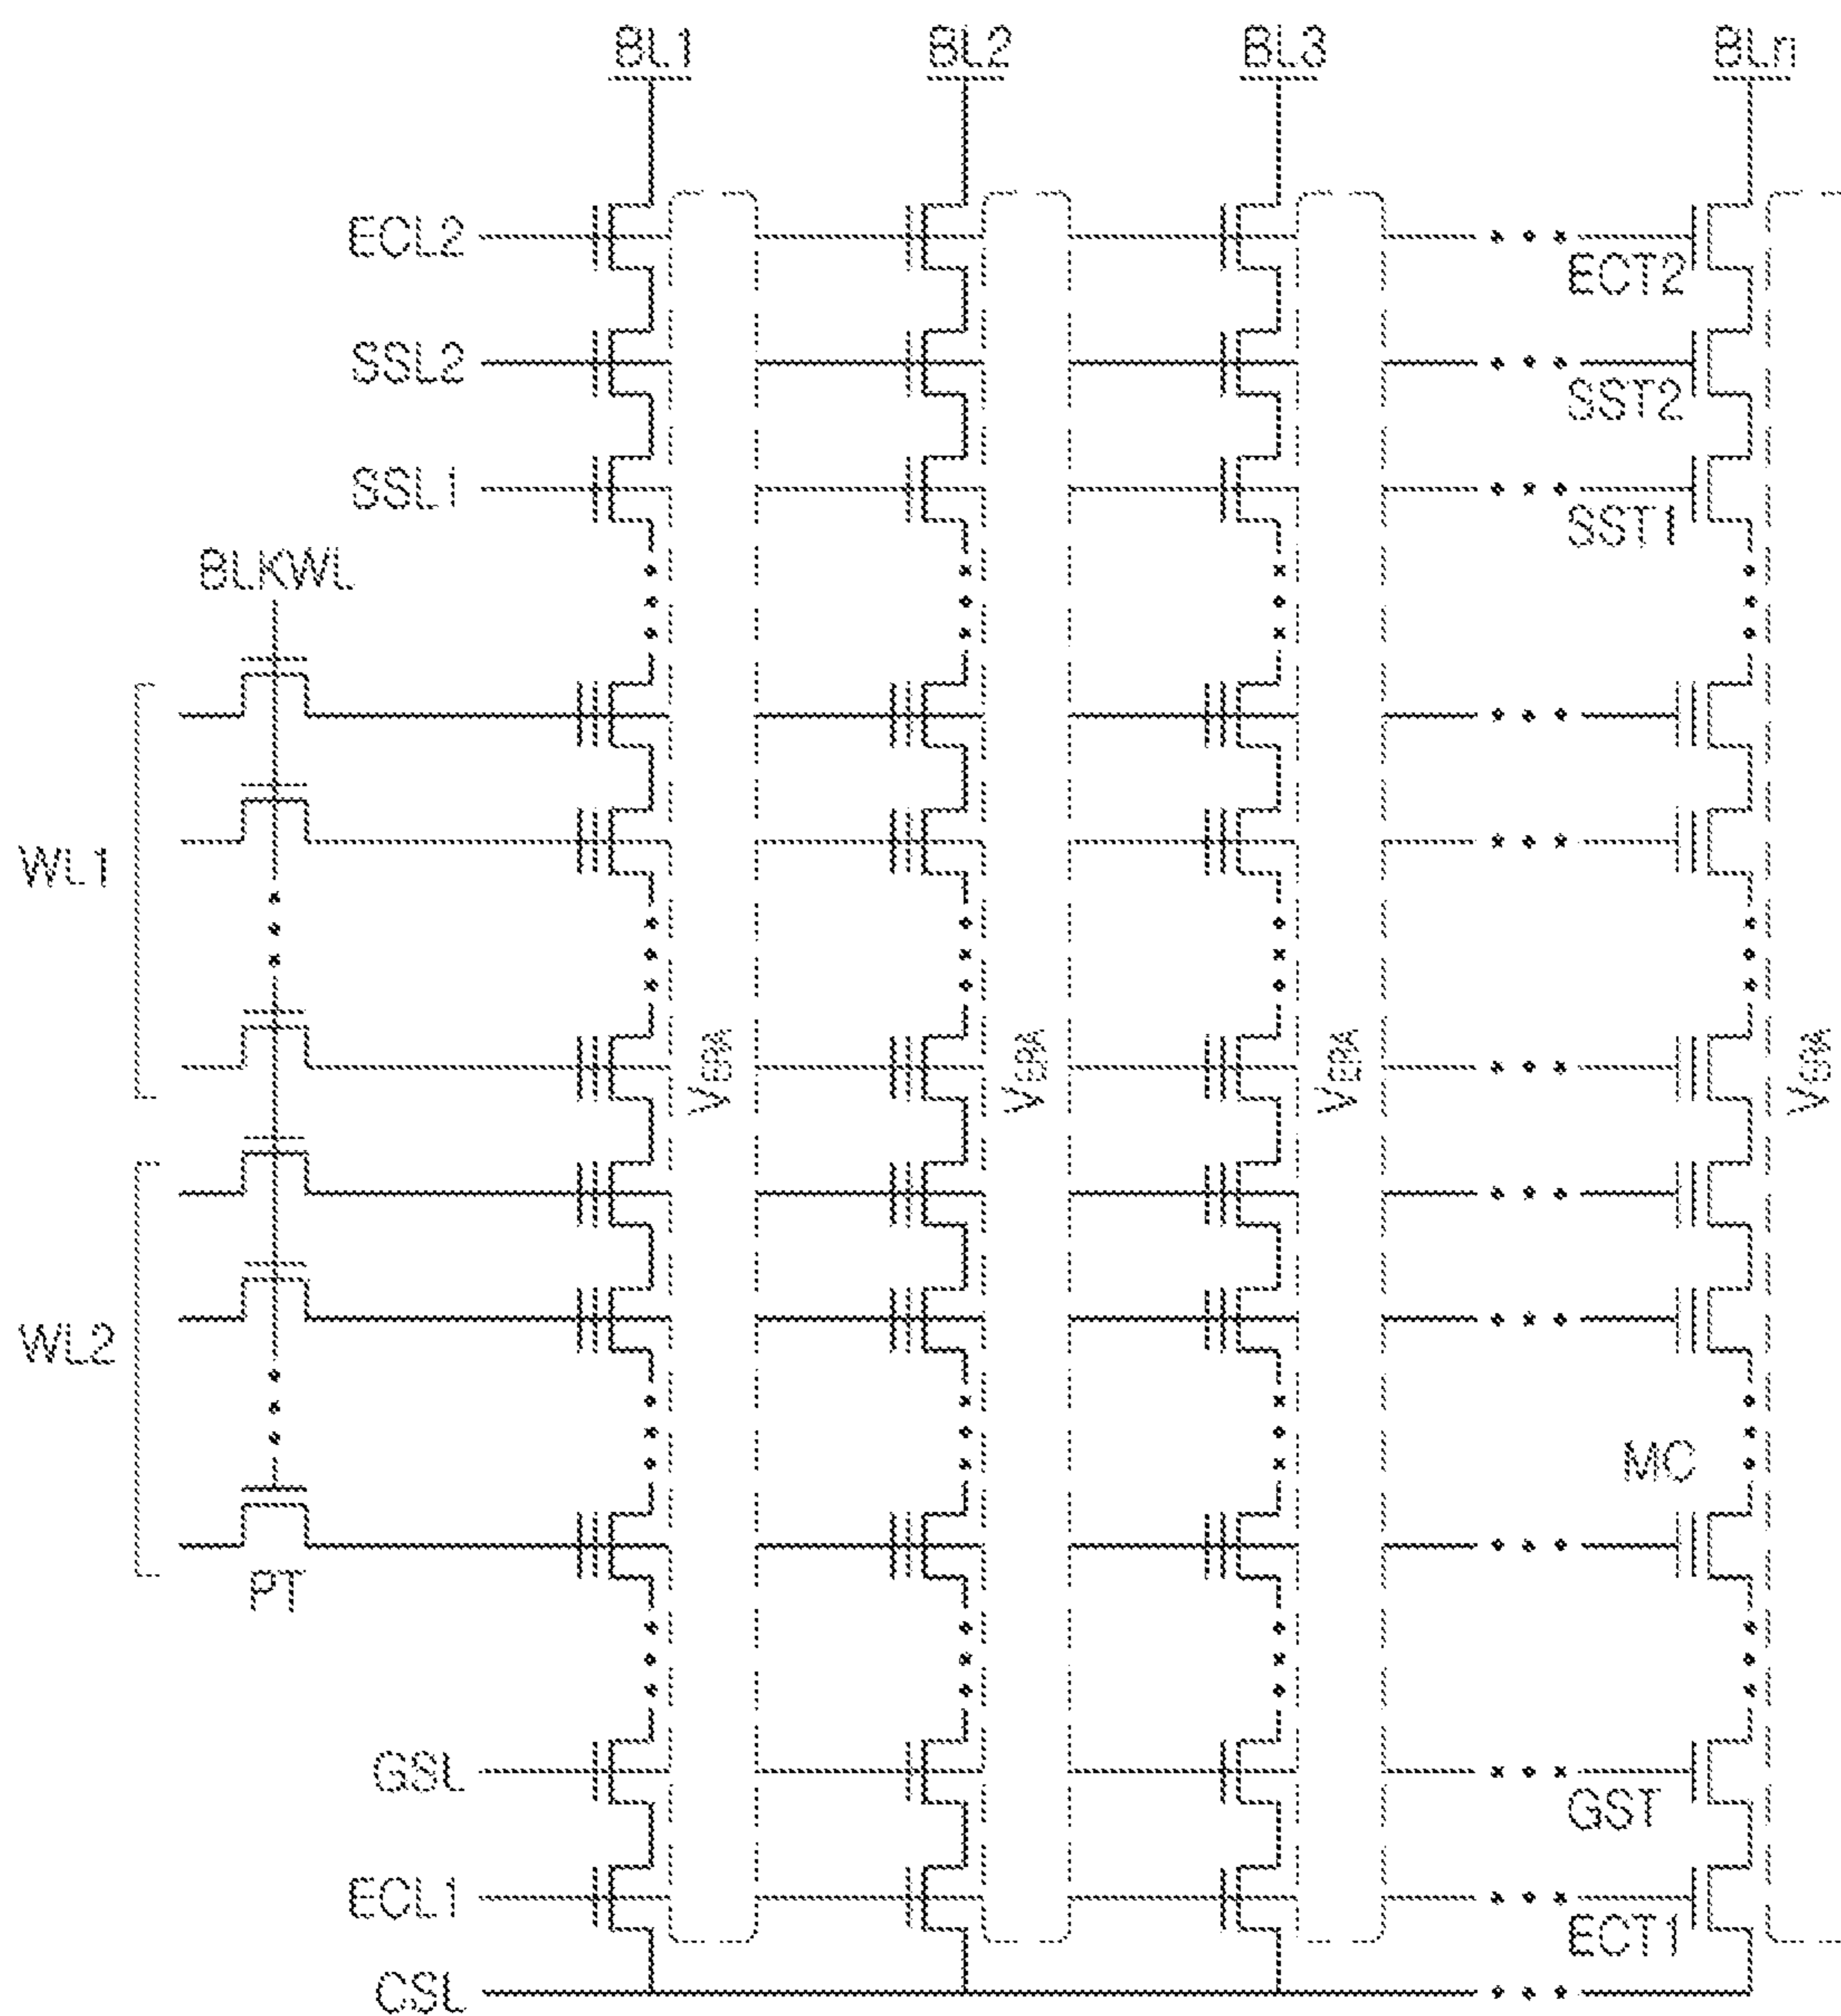 BL1 BL2 BL3 BLn
ECL2
ECT2
SSL2
SST2
SSL1
SST1
BLKWL
WL1
VERA VERA VERA VERA
WL2
MC
PT
GSL
GST
ECL1
ECT1
CSL